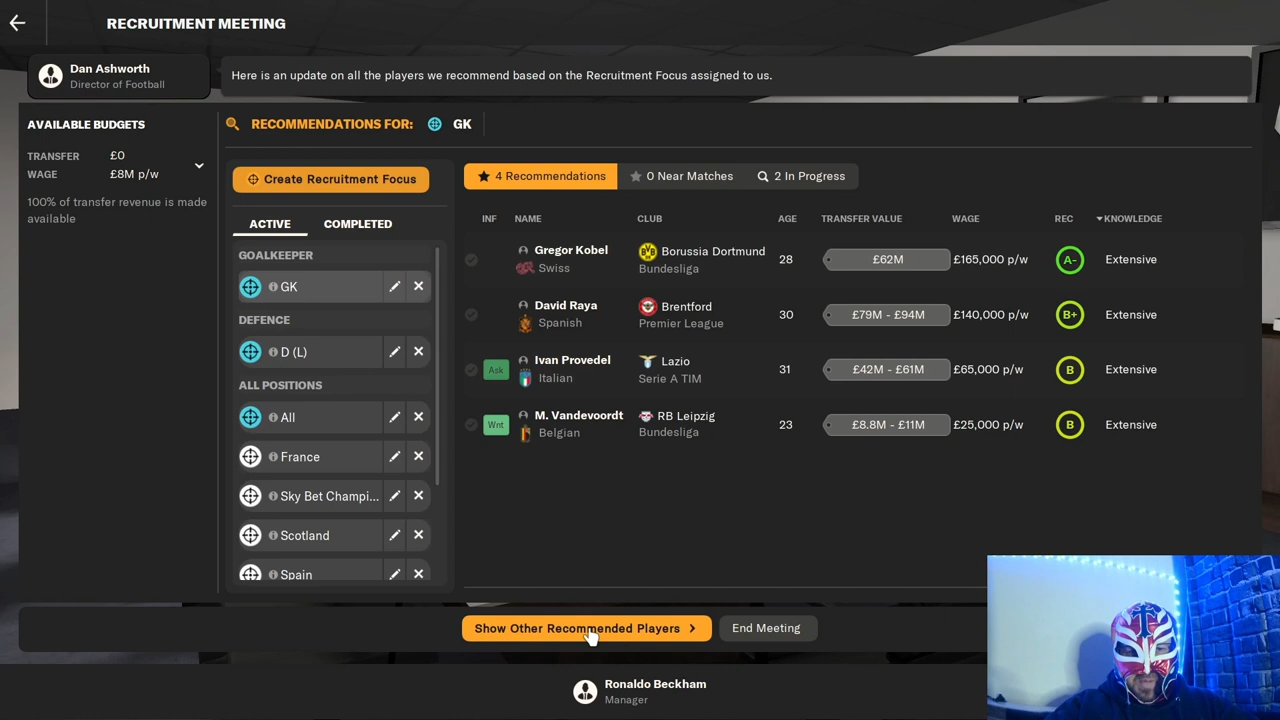 RECRUITMENT MEETING
Dan Ashworth
Director of Football
Here is an update on all the players we recommend based on the Recruitment Focus assigned to us.
AVAILABLE BUDGETS
TRANSFER £0
WAGE £8M p/w
100% of transfer revenue is made
available
RECOMMENDATIONS FOR: GK
Create Recruitment Focus
ACTIVE COMPLETED
GOALKEEPER
GK
DEFENCE
D (L)
ALL POSITIONS
All
France
Sky Bet Champi...
Scotland
Spain
4 Recommendations 0 Near Matches 2 In Progress
INF NAME CLUB AGE TRANSFER VALUE WAGE REC KNOWLEDGE
Gregor Kobel Borussia Dortmund 28 £62M £165,000 p/w A- Extensive
Swiss Bundesliga
David Raya Brentford 30 £79M - £94M £140,000 p/w B+ Extensive
Spanish Premier League
Ask Ivan Provedel Lazio 31 £42M - £61M £65,000 p/w B Extensive
Italian Serie A TIM
Wnt M. Vandevoordt RB Leipzig 23 £8.8M - £11M £25,000 p/w B Extensive
Belgian Bundesliga
Show Other Recommended Players End Meeting
Ronaldo Beckham
Manager